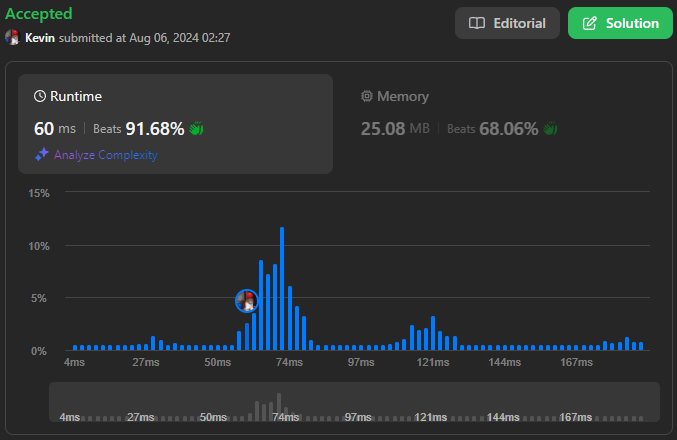 Accepted
Kevin submitted at Aug 06, 2024 02:27
Editorial
Solution
Runtime
60 ms | Beats 91.68%
Analyze Complexity
Memory
25.08 MB | Beats 68.06%
15%
10%
5%
0%
4ms 27ms 50ms 74ms 97ms 121ms 144ms 167ms
4ms 27ms 50ms 74ms 97ms 121ms 144ms 167ms